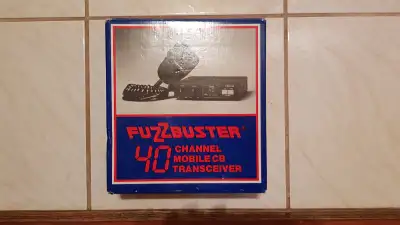 FUZZBUSTER
40 CHANNEL
MOBILE CB
TRANSCEIVER